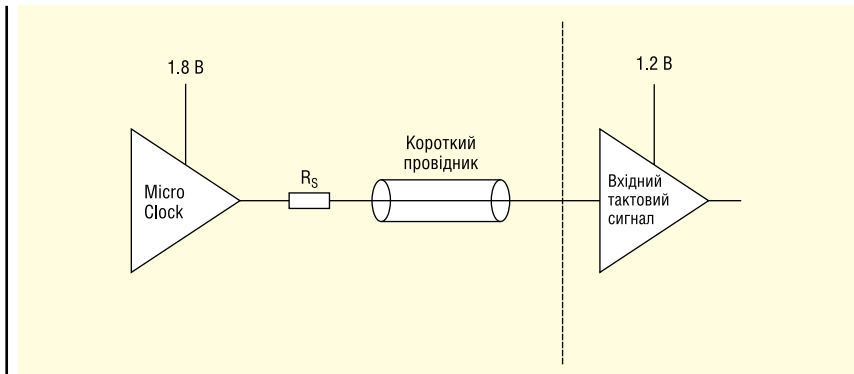 1.8 В
1.2 В
Короткий
провідник
Micro
Clock
RS
Вхідний
тактовий
сигнал